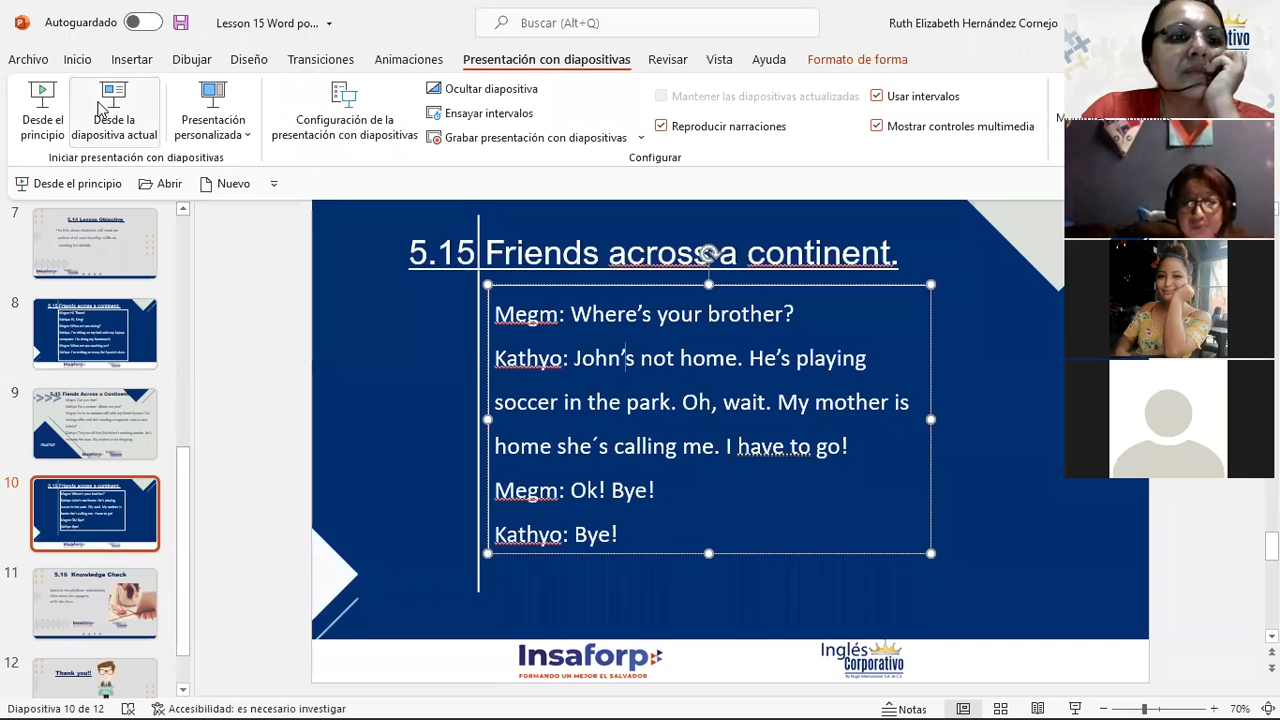 Autoguardado
Lesson 15 Word po...
Buscar (Alt+Q)
Ruth Elizabeth Hernández Cornejo
Archivo Inicio Insertar Dibujar Diseño Transiciones Animaciones Presentación con diapositivas Revisar Vista Ayuda Formato de forma
Desde el principio
Desde la diapositiva actual
Presentación personalizada
Iniciar presentación con diapositivas
Configuración de la presentación con diapositivas
Ocultar diapositiva
Ensayar intervalos
Grabar presentación con diapositivas
Mantener las diapositivas actualizadas
Reproducir narraciones
Usar intervalos
Mostrar controles multimedia
Configurar
Desde el principio Abrir Nuevo
7
5.14 Lesson Objective
8
5.15 Friends across a continent.
9
5.15 Friends Across a Continent.
10
5.15 Friends across a continent.
11
5.16 Knowledge Check
12
Thank you!!
5.15 Friends across a continent.
Megm: Where's your brother?
Kathyo: John's not home. He's playing
soccer in the park. Oh, wait! My mother is
home she´s calling me. I have to go!
Megm: Ok! Bye!
Kathyo: Bye!
Insaforp
FORMANDO UN MEJOR EL SALVADOR
Inglés
Corporativo
Diapositiva 10 de 12
Accesibilidad: es necesario investigar
Notas
70%